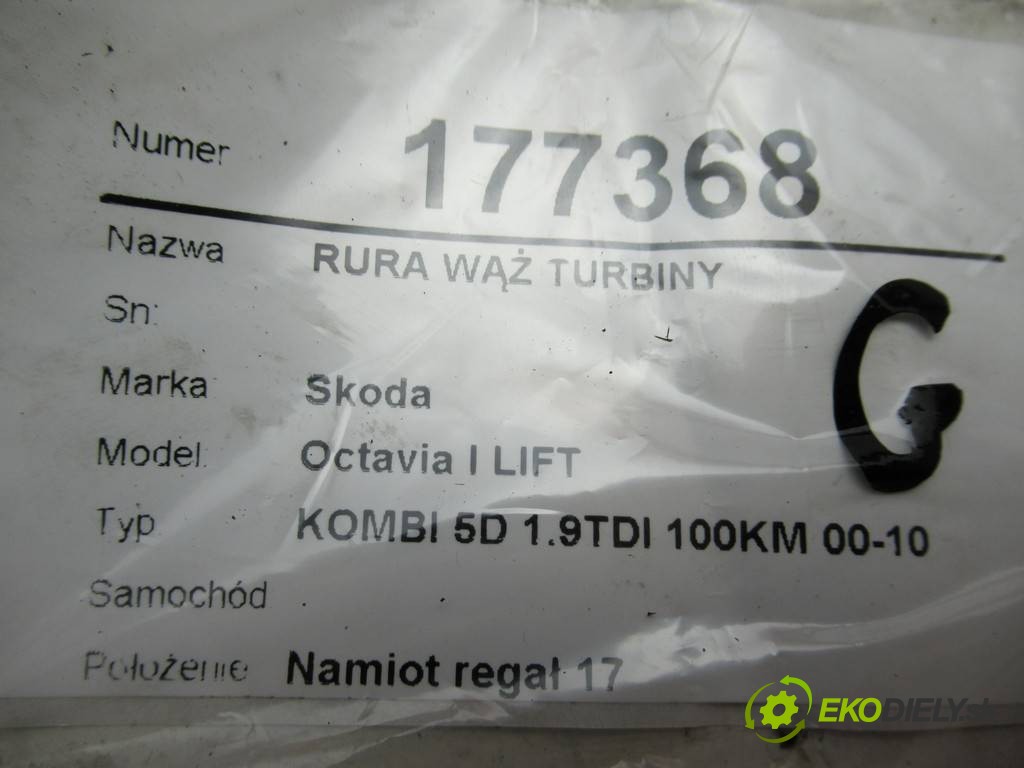 Numer 177368
Nazwa RURA WĄŻ TURBINY
Sn:
Marka Skoda
Model: Octavia I LIFT
Typ KOMBI 5D 1.9TDI 100KM 00-10
Samochód
Położenie Namiot regał 17
G
EKODIELY.sk